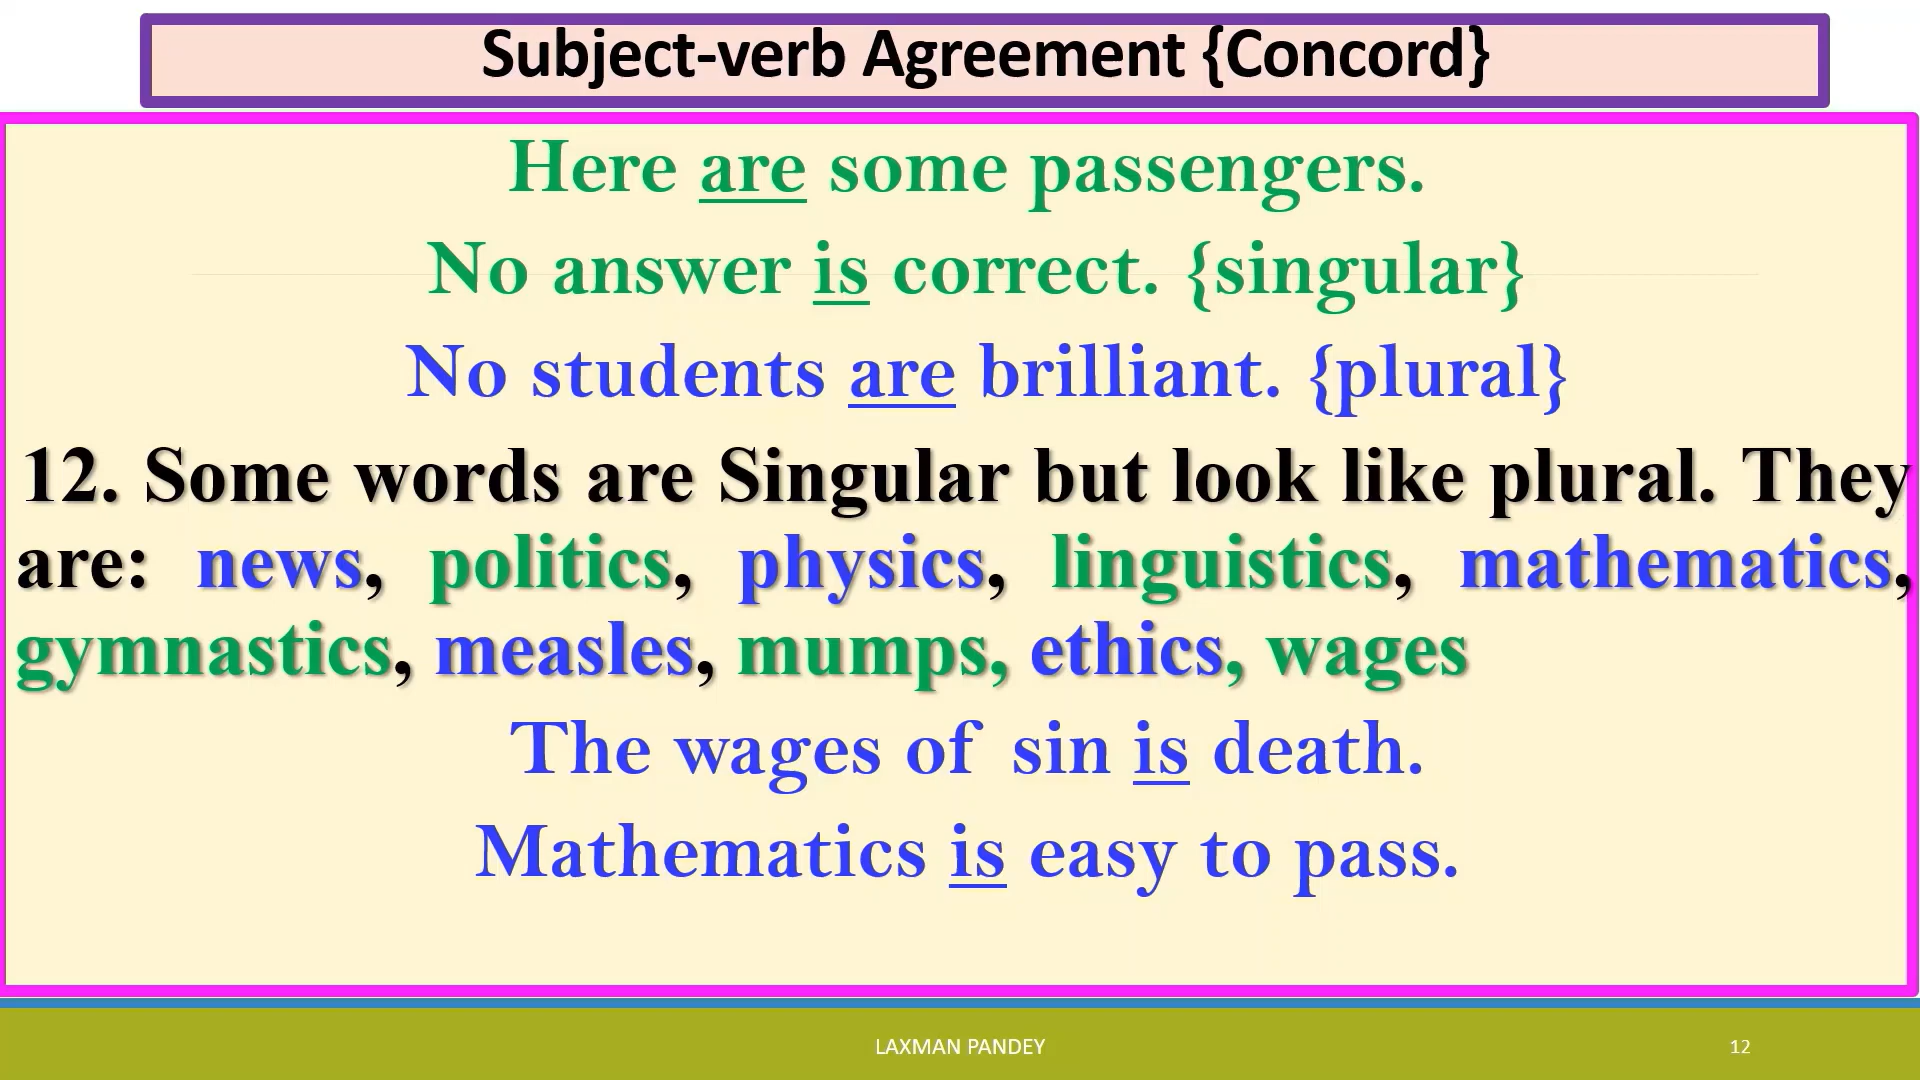 Subject-verb Agreement {Concord}
Here are some passengers.
No answer is correct. {singular}
No students are brilliant. {plural}
12. Some words are Singular but look like plural. They
are: news, politics, physics, linguistics, mathematics,
gymnastics, measles, mumps, ethics, wages
The wages of sin is death.
Mathematics is easy to pass.
LAXMAN PANDEY
12